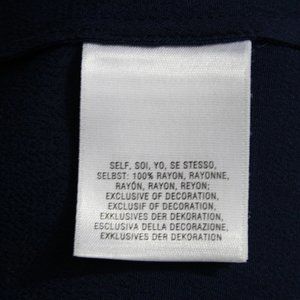 SELF, SOI, YO, SE STESSO,
SELBST: 100% RAYON, RAYONNE,
RAYÓN, RAYON, REYON;
EXCLUSIVE OF DECORATION,
EXCLUSIF OF DECORATION,
EXKLUSIVES DER DEKORATION
ESCLUSIVA DELLA DECORAZIONE,
EXKLUSIVES DER DEKORATION